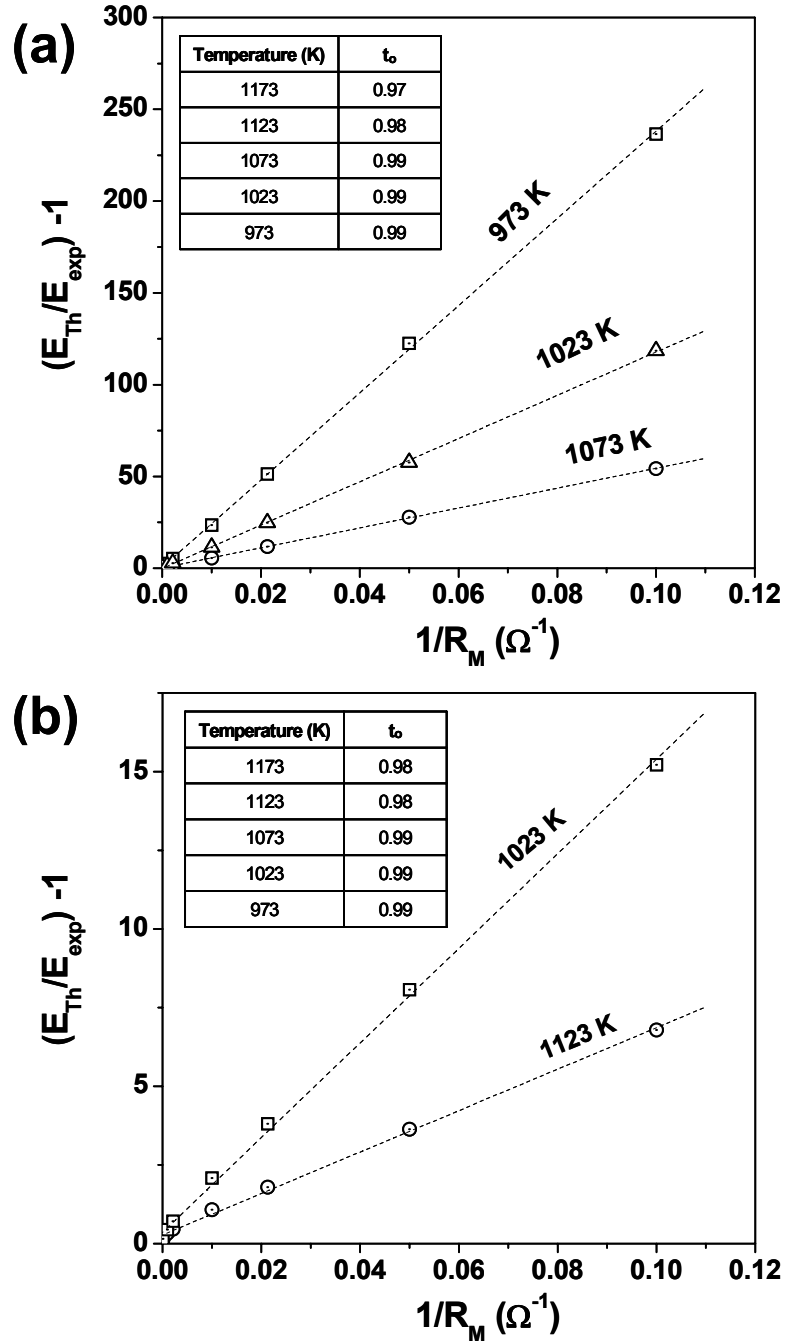 (a)
300
250
200
150
100
50
0
(E_Th/E_exp) -1
Temperature (K) t_o
1173 0.97
1123 0.98
1073 0.99
1023 0.99
973 0.99
973 K
1023 K
1073 K
0.00 0.02 0.04 0.06 0.08 0.10 0.12
1/R_M (Ω^-1)
(b)
15
10
5
0
(E_Th/E_exp) -1
Temperature (K) t_o
1173 0.98
1123 0.98
1073 0.99
1023 0.99
973 0.99
1023 K
1123 K
0.00 0.02 0.04 0.06 0.08 0.10 0.12
1/R_M (Ω^-1)